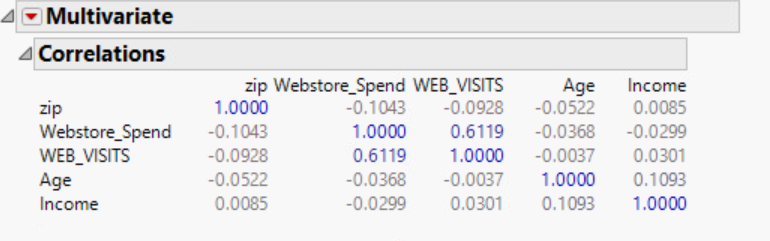 Multivariate
Correlations
zip Webstore_Spend WEB_VISITS Age Income
zip 1.0000 -0.1043 -0.0928 -0.0522 0.0085
Webstore_Spend -0.1043 1.0000 0.6119 -0.0368 -0.0299
WEB_VISITS -0.0928 0.6119 1.0000 -0.0037 0.0301
Age -0.0522 -0.0368 -0.0037 1.0000 0.1093
Income 0.0085 -0.0299 0.0301 0.1093 1.0000